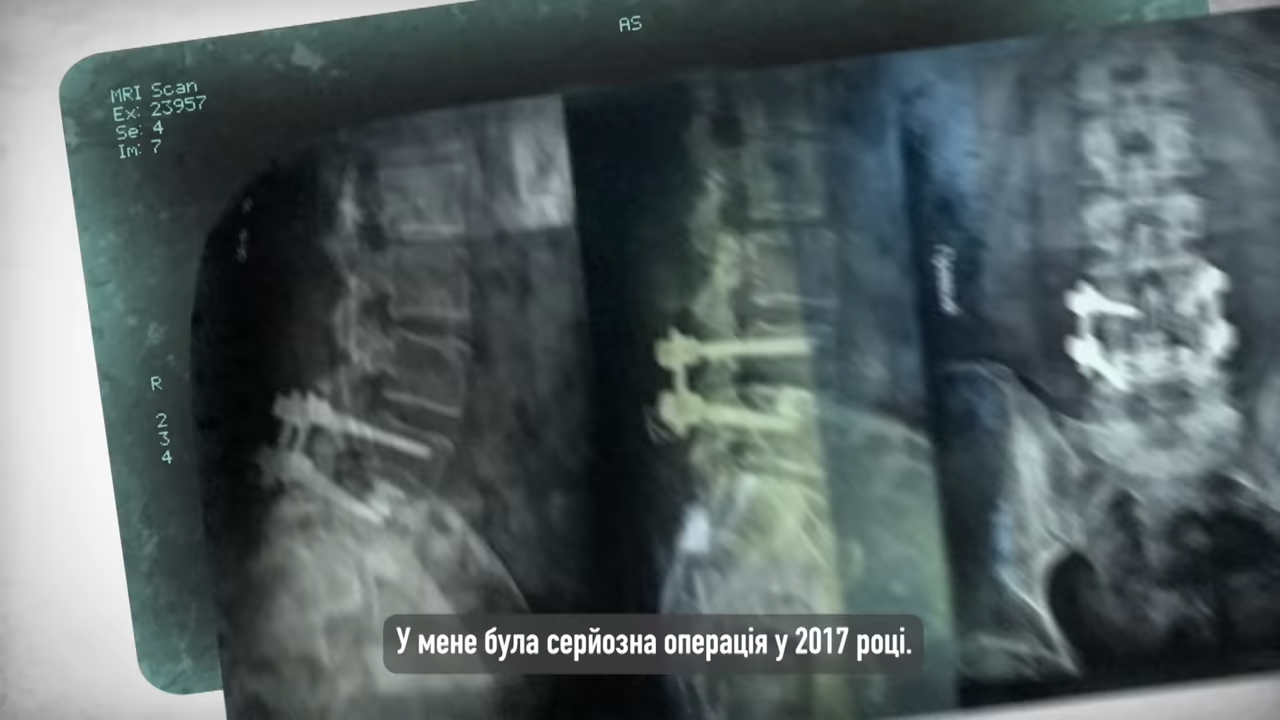 AS
MRI Scan
Ex: 23957
Se: 4
Im: 7
R
2
3
4
У мене була серйозна операція у 2017 році.